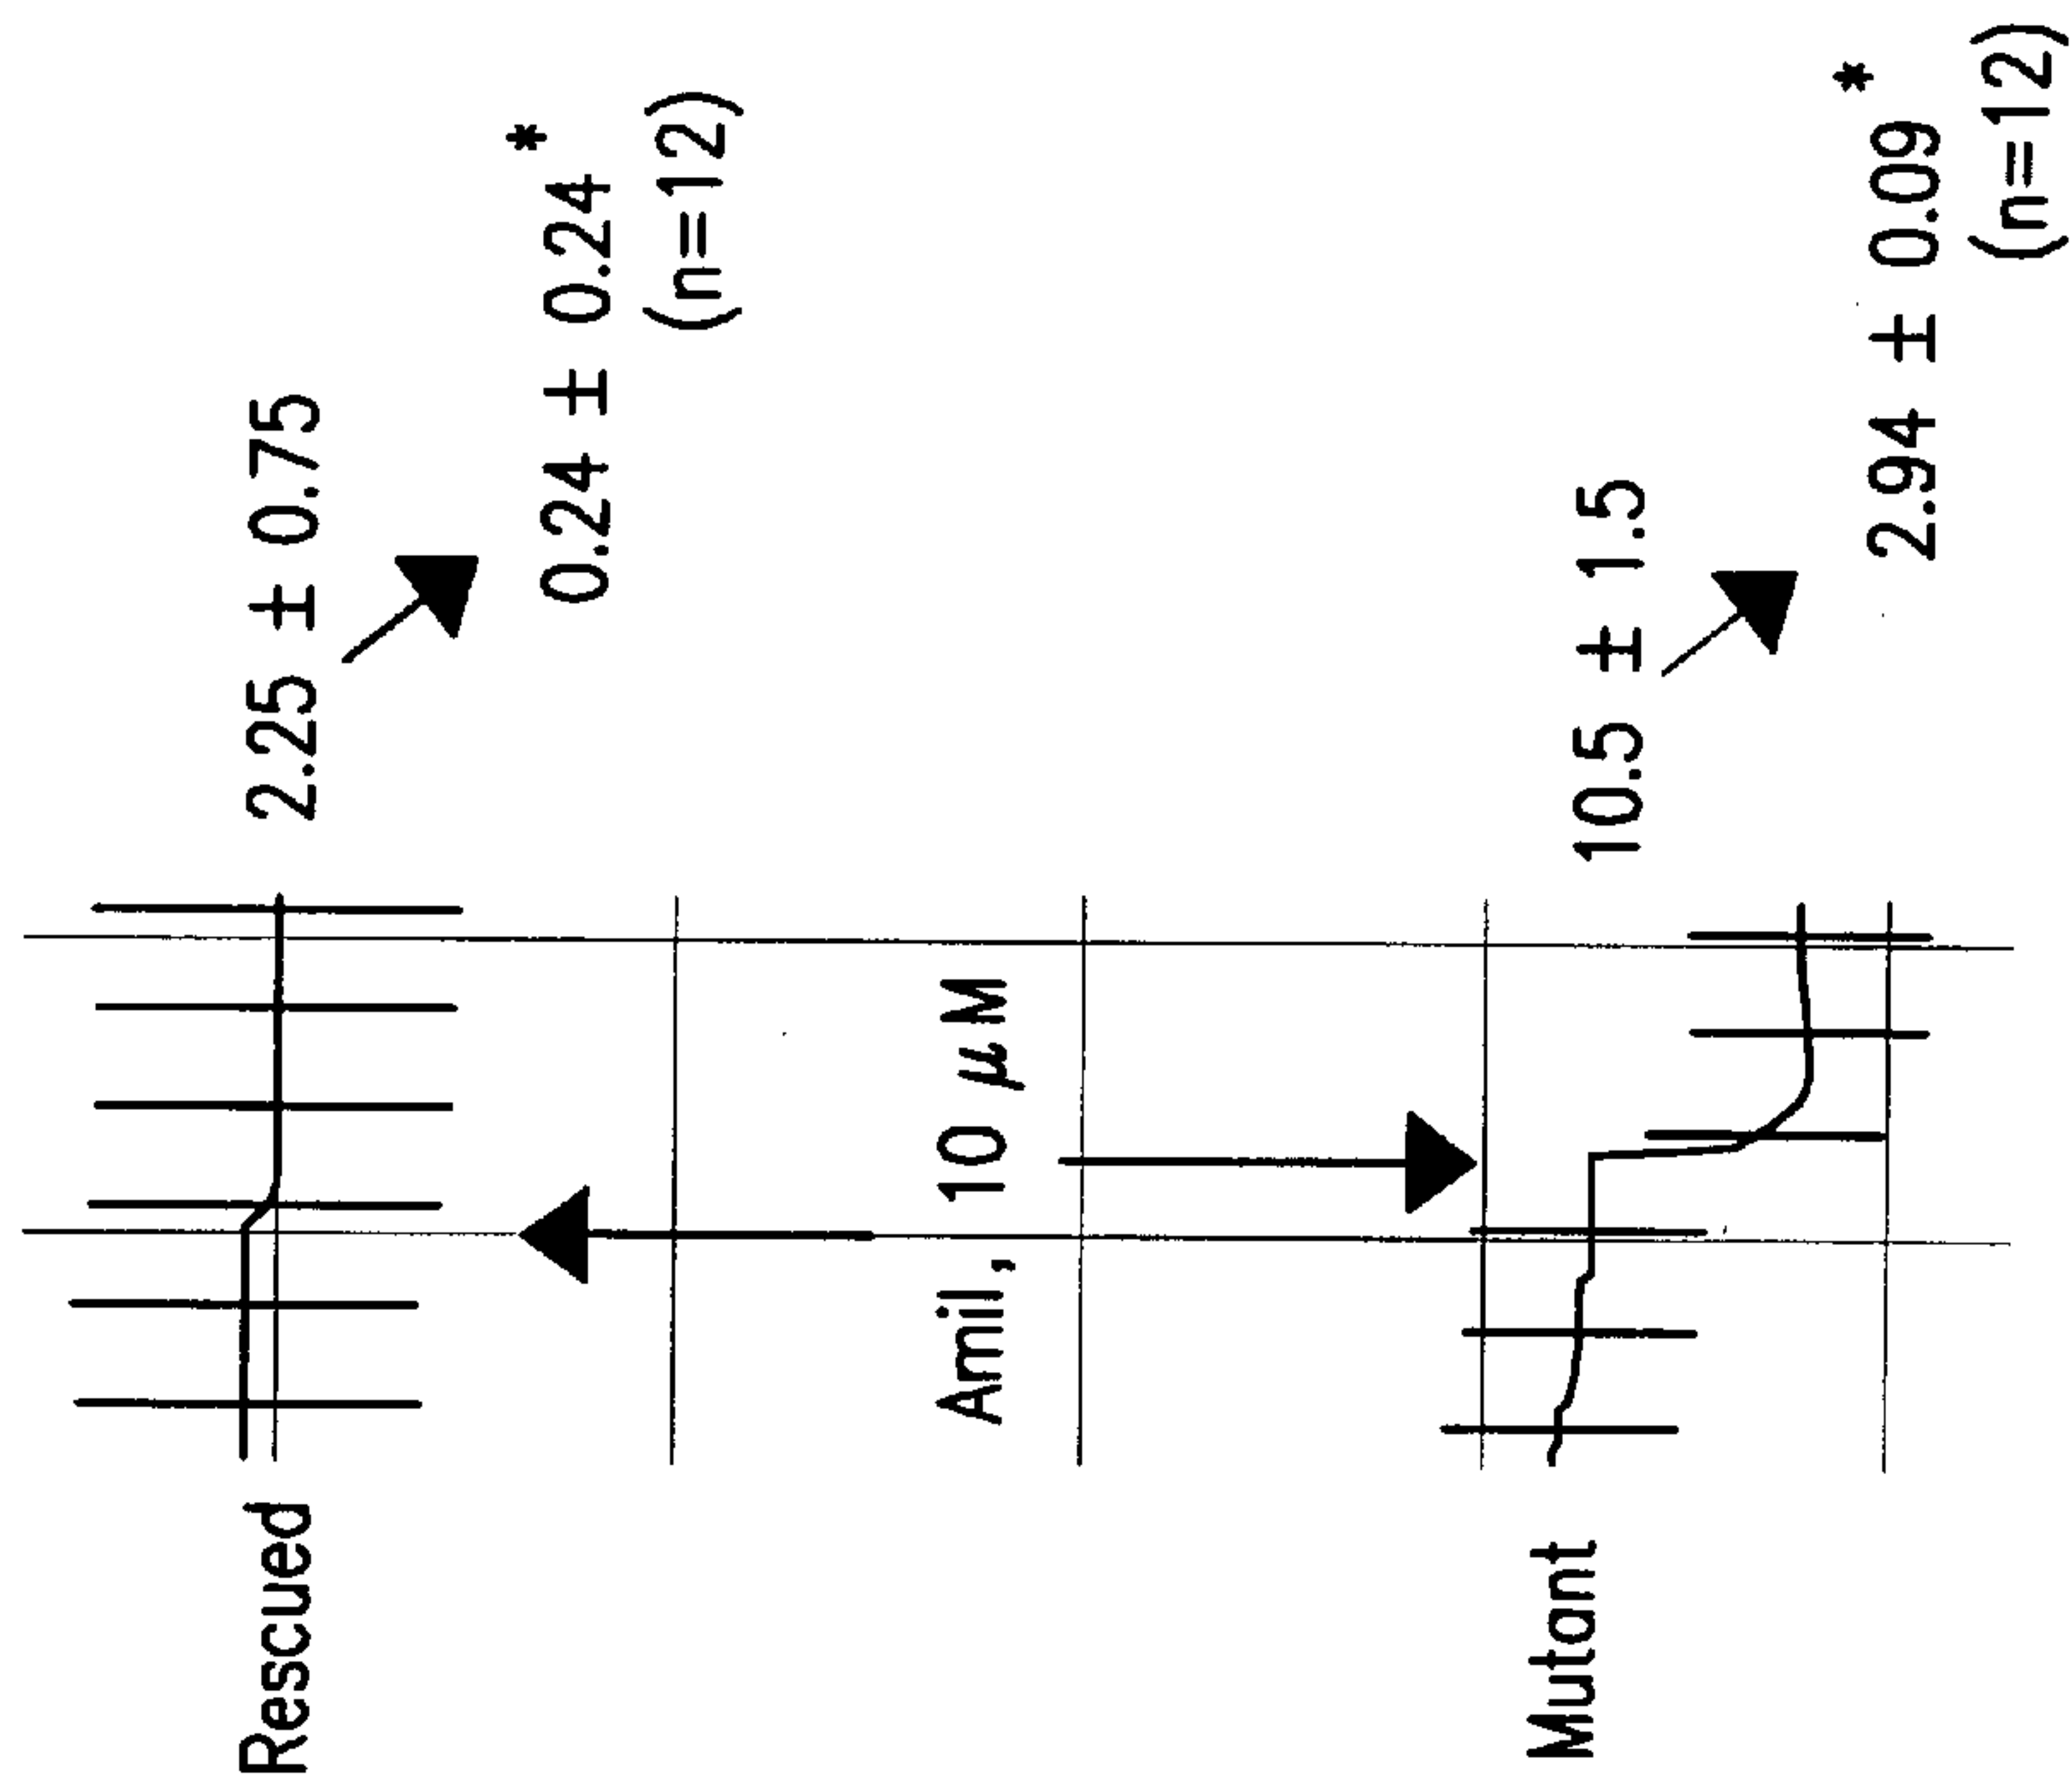 Rescued
2.25 ± 0.75
0.24 ± 0.24*
(n=12)
Amil, 10 μM
Mutant
10.5 ± 1.5
2.94 ± 0.09*
(n=12)